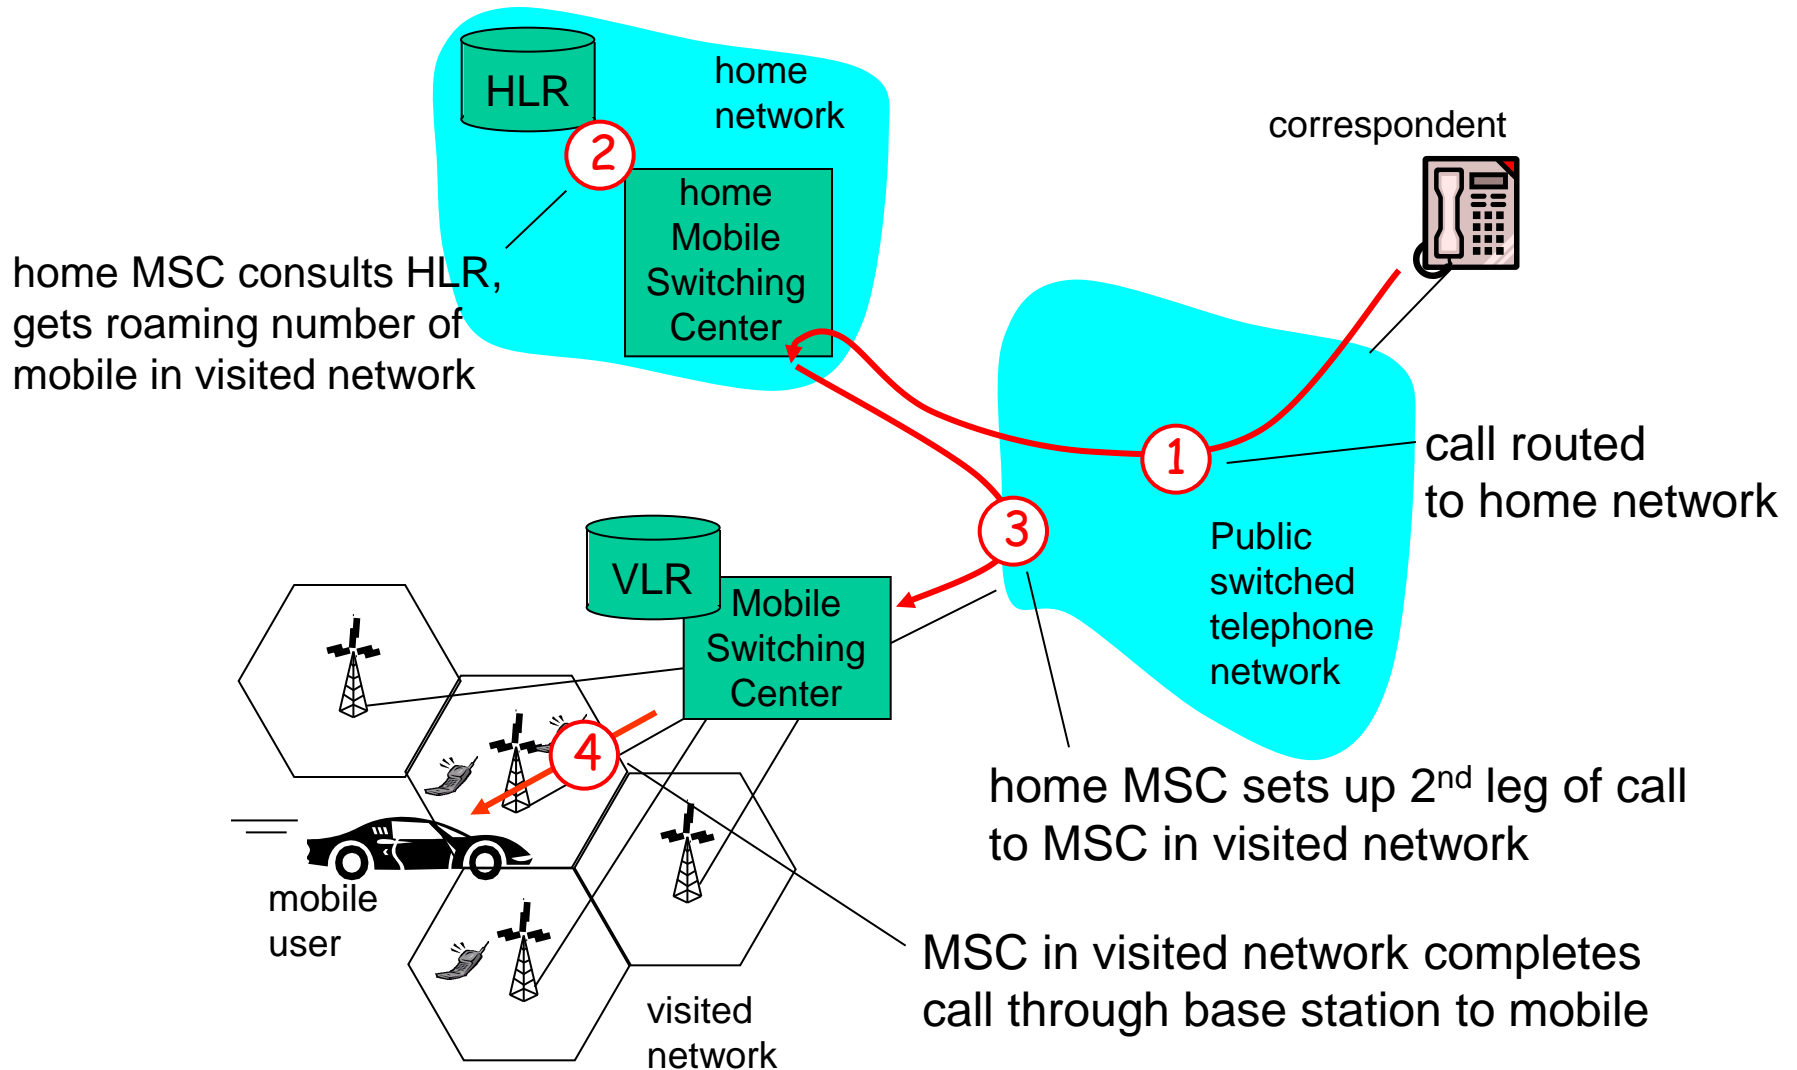 HLR
home
network
correspondent
2
home
Mobile
Switching
Center
home MSC consults HLR,
gets roaming number of
mobile in visited network
1
call routed
to home network
3
Public
switched
telephone
network
VLR
Mobile
Switching
Center
4
home MSC sets up 2nd leg of call
to MSC in visited network
mobile
user
MSC in visited network completes
call through base station to mobile
visited
network